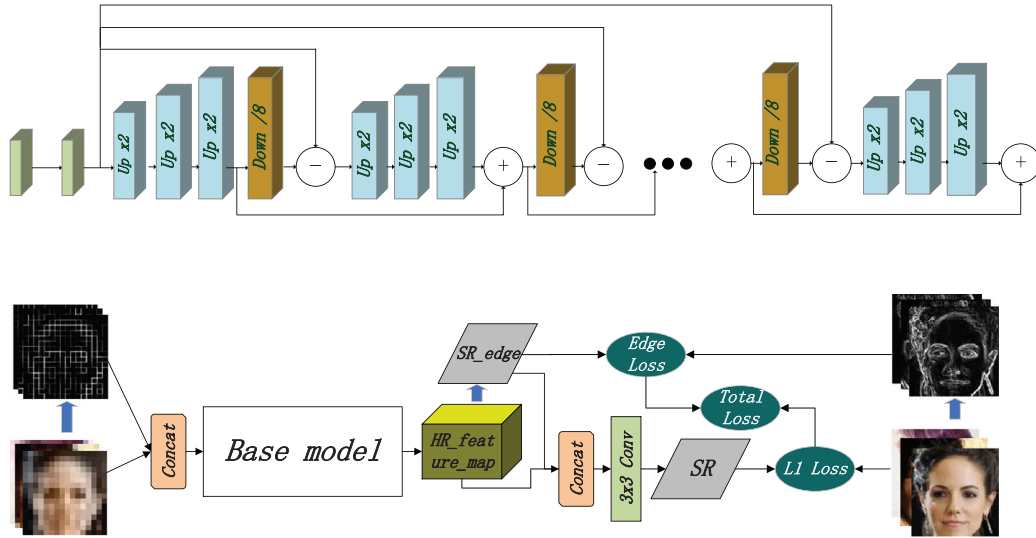 Up x2
Up x2
Up x2
Down /8
−
Up x2
Up x2
Up x2
+
Down /8
−
+
Down /8
−
Up x2
Up x2
Up x2
+
Concat
Base model
HR_feat
ure_map
SR_edge
Concat
3x3 Conv
SR
Edge
Loss
Total
Loss
L1 Loss